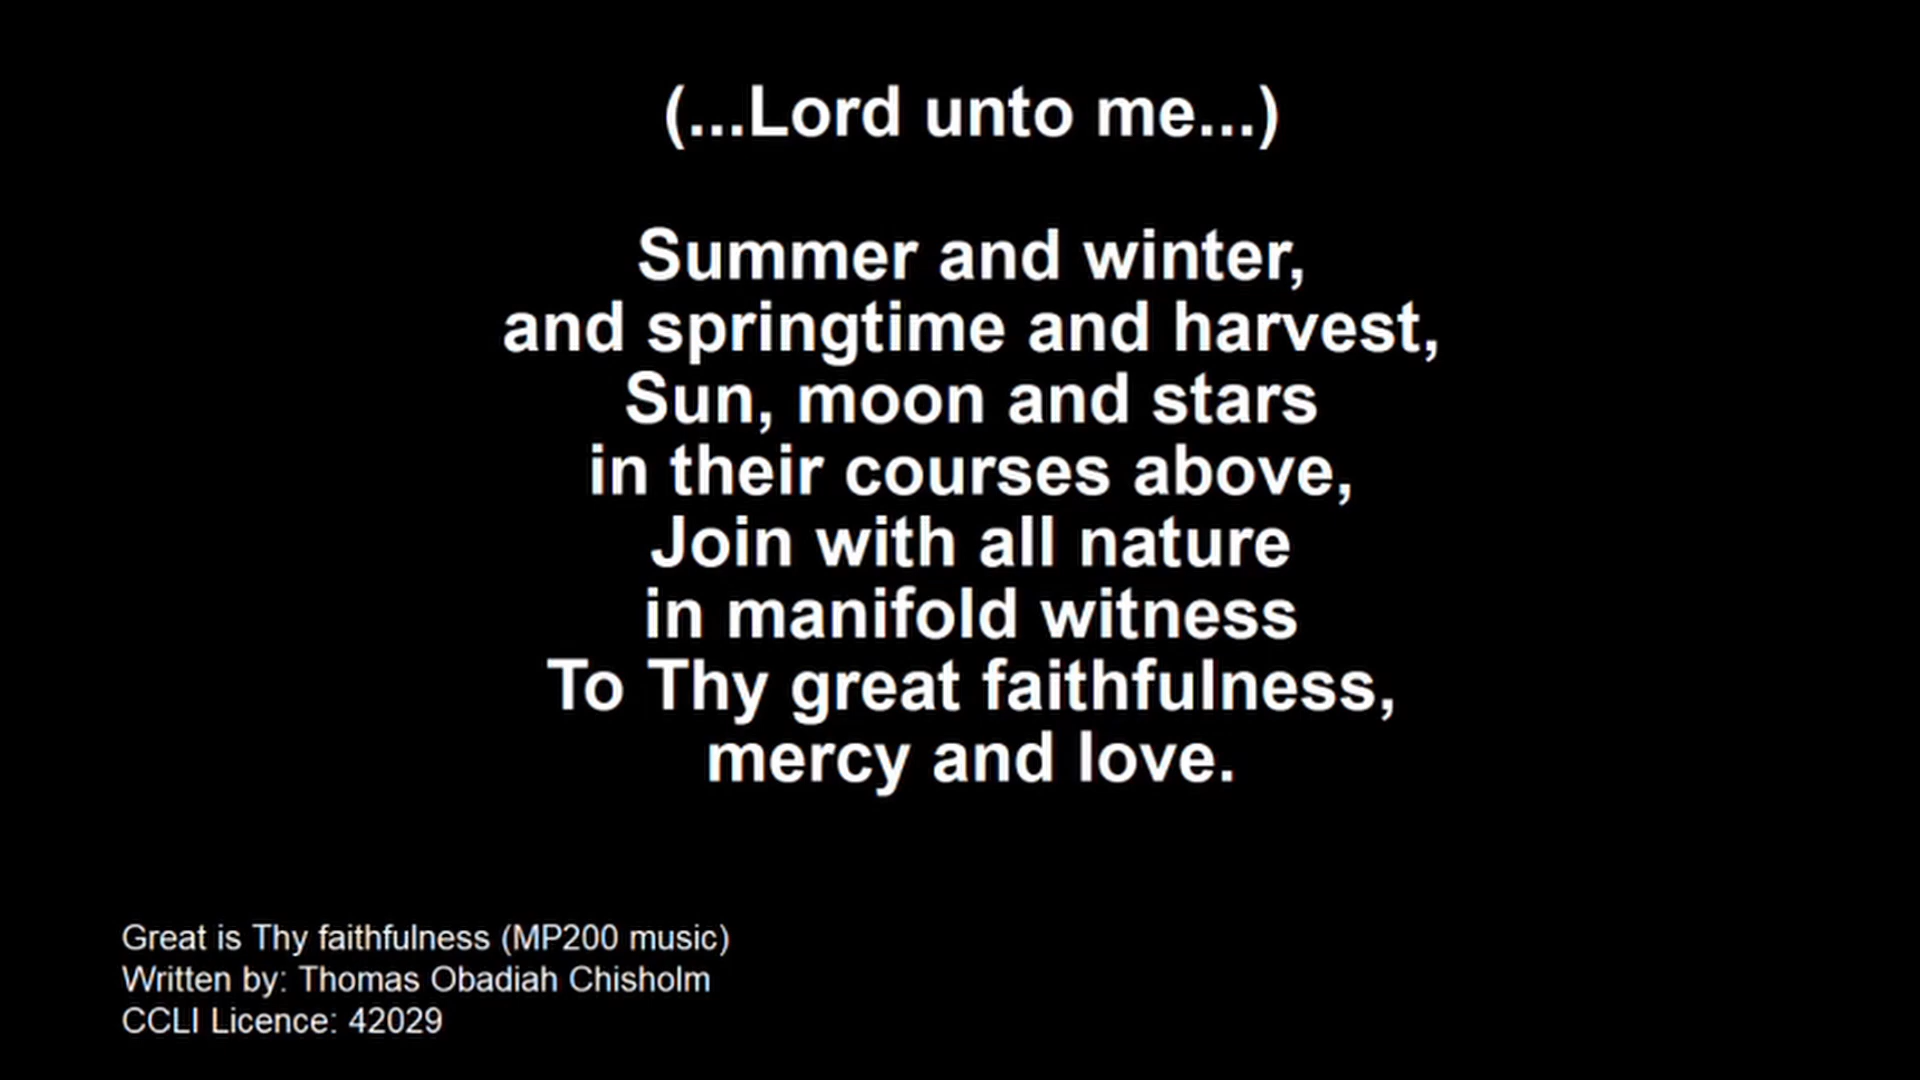 (...Lord unto me...)
Summer and winter,
and springtime and harvest,
Sun, moon and stars
in their courses above,
Join with all nature
in manifold witness
To Thy great faithfulness,
mercy and love.
Great is Thy faithfulness (MP200 music)
Written by: Thomas Obadiah Chisholm
CCLI Licence: 42029